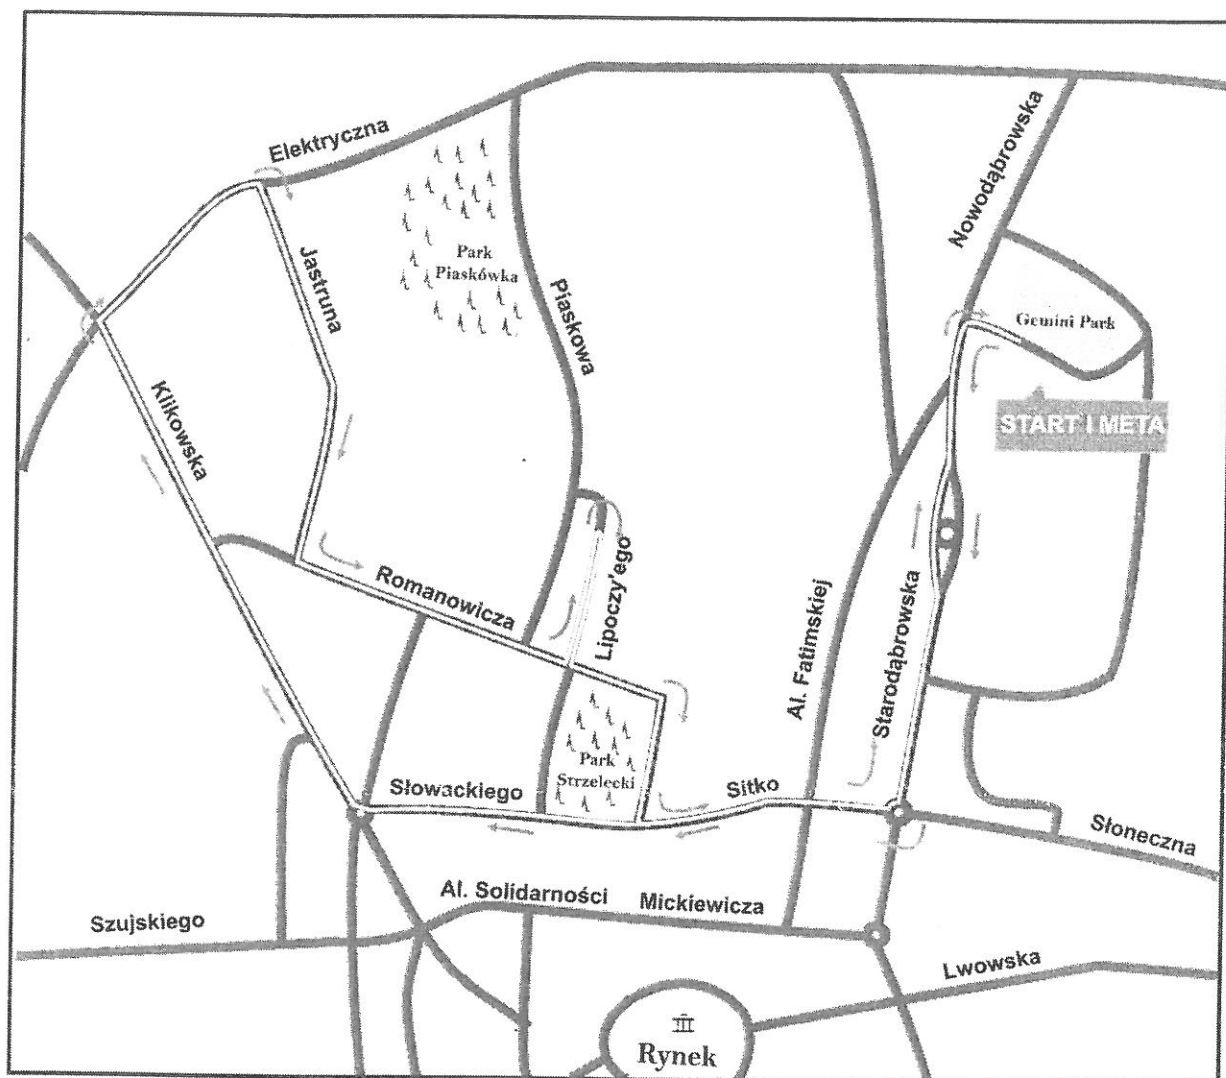 Elektryczna
Nowodąbrowska
Jastruna
Park
Piaskówka
Piaskowa
Gemini Park
START I META
Klikowska
Romanowicza
Lipoczy'ego
Al. Fatimskiej
Starodąbrowska
Park
Strzelecki
Słowackiego
Sitko
Słoneczna
Al. Solidarności
Mickiewicza
Szujskiego
Lwowska
Rynek